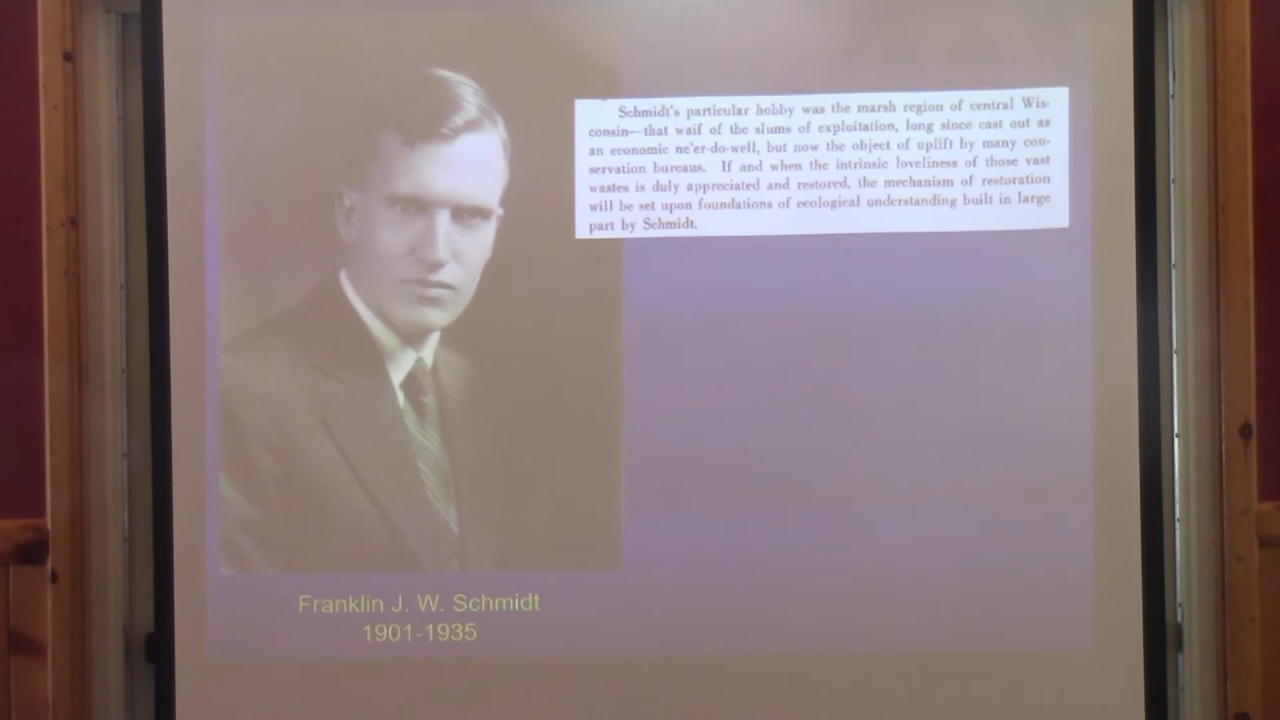 Schmidt's particular hobby was the marsh region of central Wis-
consin—that waif of the slums of exploitation, long since cast out as
an economic ne'er-do-well, but now the object of uplift by many con-
servation bureaus. If and when the intrinsic loveliness of those vast
wastes is duly appreciated and restored, the mechanism of restoration
will be set upon foundations of ecological understanding built in large
part by Schmidt.
Franklin J. W. Schmidt
1901-1935